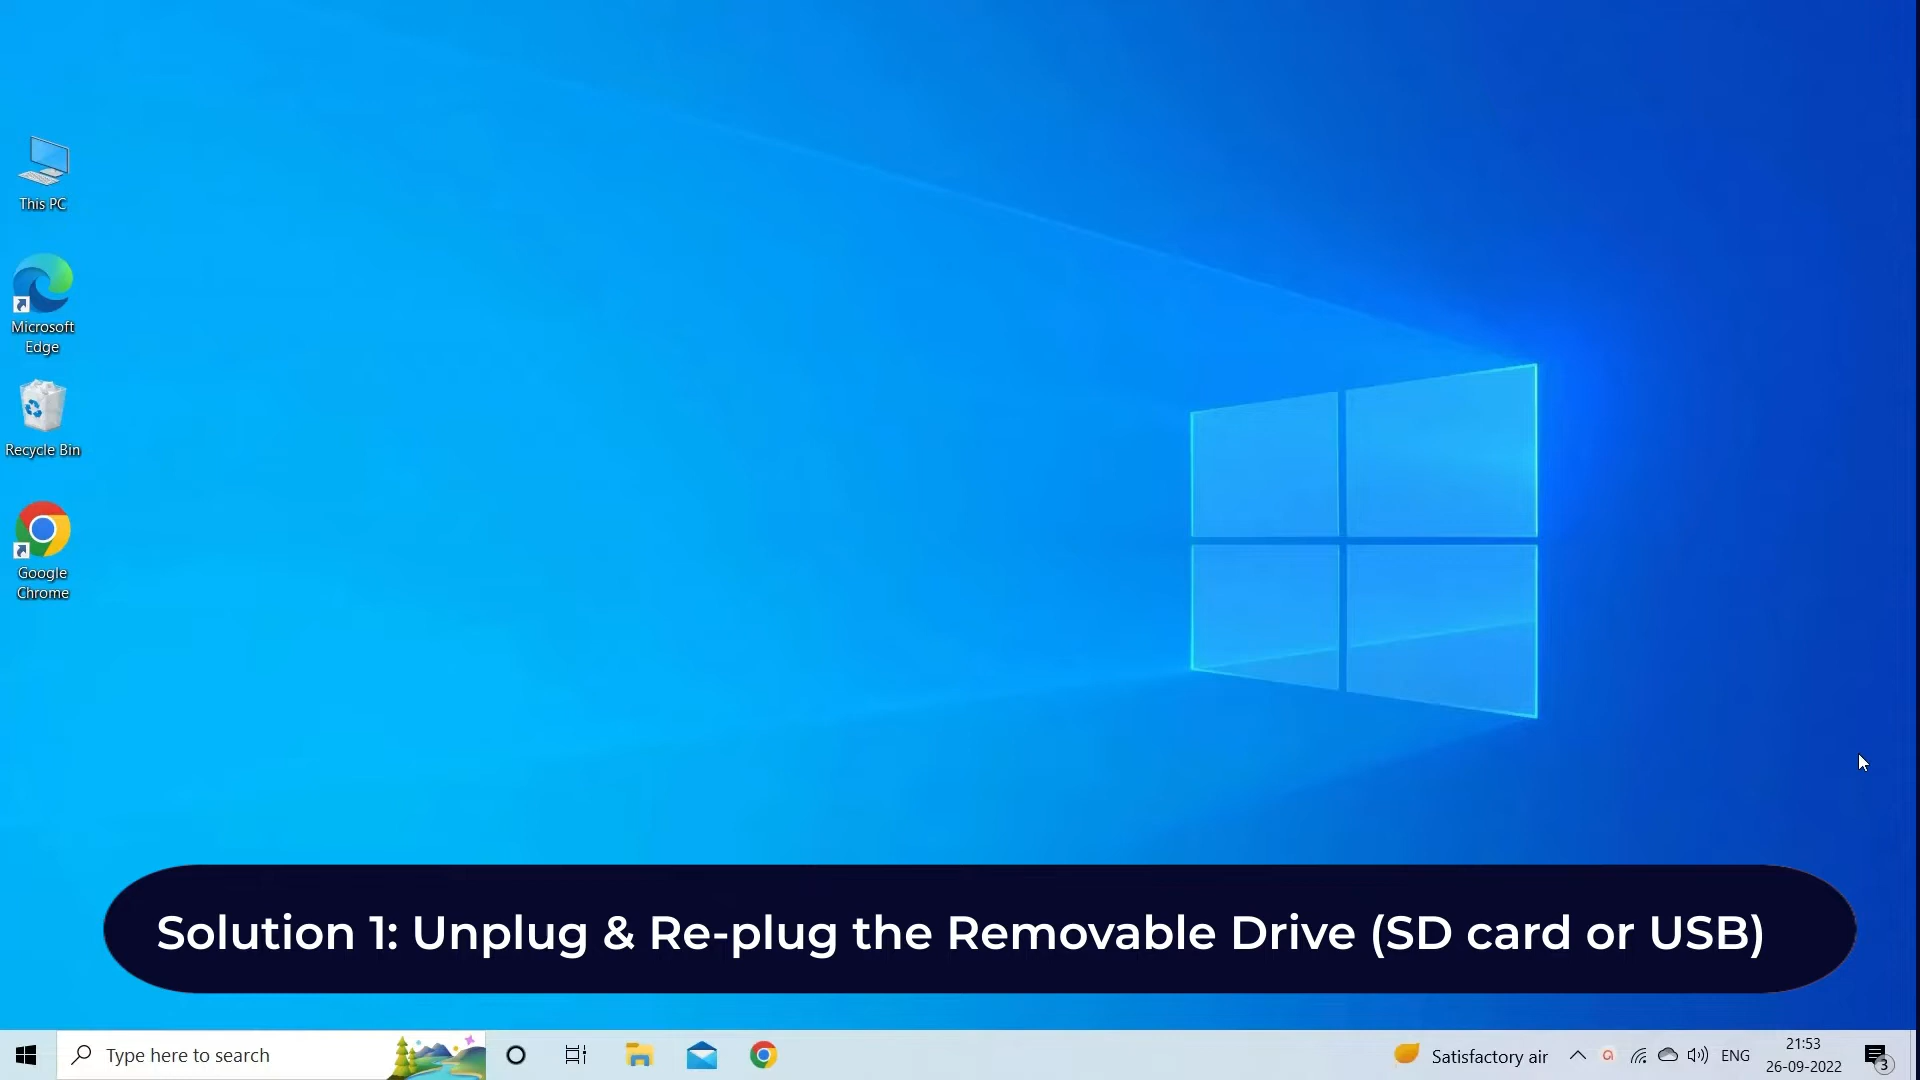 This PC
Microsoft
Edge
Recycle Bin
Google
Chrome
Solution 1: Unplug & Re-plug the Removable Drive (SD card or USB)
Type here to search
Satisfactory air
ENG
21:53
26-09-2022
3